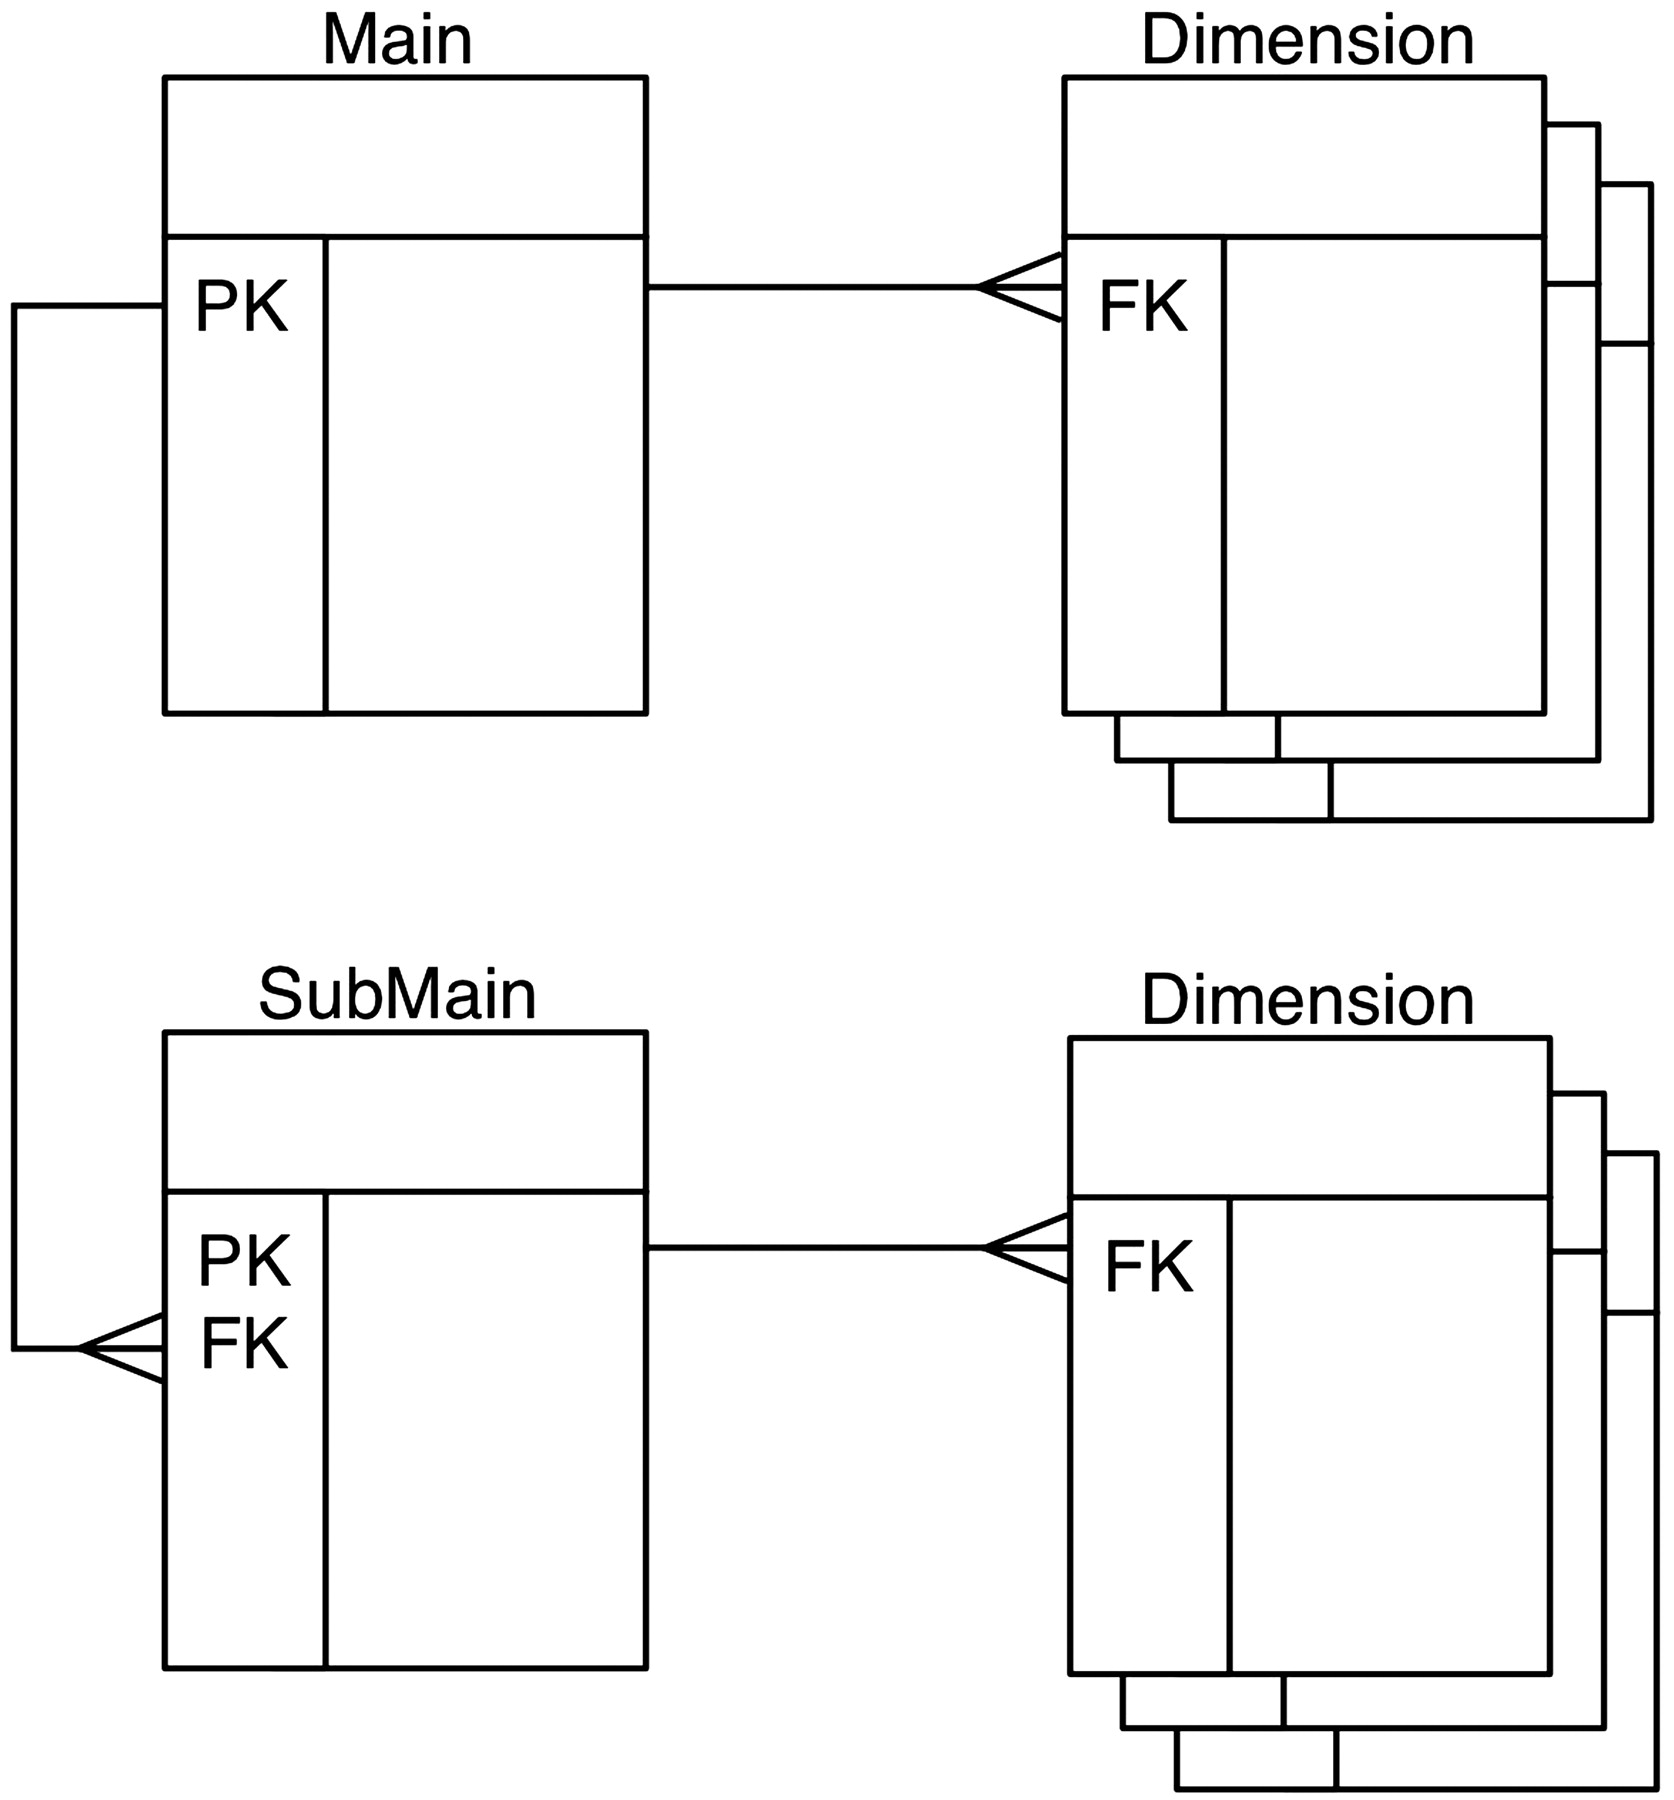 Main
Dimension
PK
FK
SubMain
Dimension
PK
FK
FK